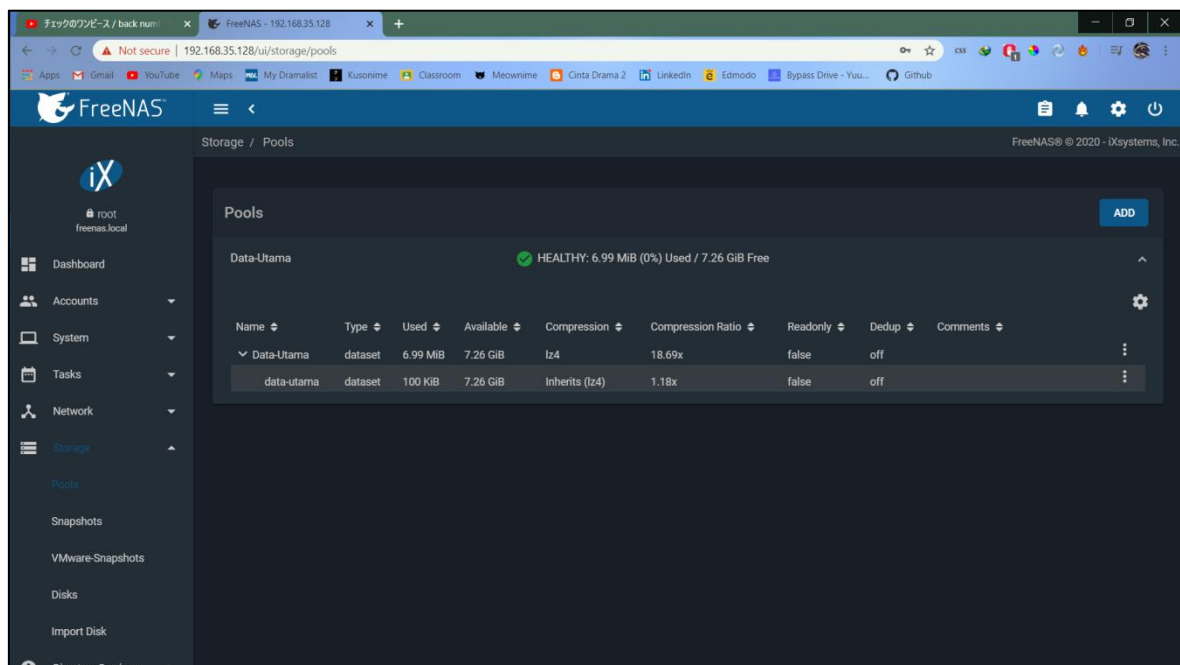 チェックのワンピース / back num
FreeNAS - 192.168.35.128
Not secure | 192.168.35.128/ui/storage/pools
Apps Gmail YouTube Maps My Dramalist Kusonime Classroom Meownime Cinta Drama 2 LinkedIn Edmodo Bypass Drive - Yuu... Github
css
FreeNAS
Storage / Pools
FreeNAS® © 2020 - iXsystems, Inc.
iX
root
freenas.local
Dashboard
Accounts
System
Tasks
Network
Storage
Pools
Snapshots
VMware-Snapshots
Disks
Import Disk
Pools
ADD
Data-Utama HEALTHY: 6.99 MiB (0%) Used / 7.26 GiB Free
Name Type Used Available Compression Compression Ratio Readonly Dedup Comments
Data-Utama dataset 6.99 MiB 7.26 GiB lz4 18.69x false off
data-utama dataset 100 KiB 7.26 GiB Inherits (lz4) 1.18x false off